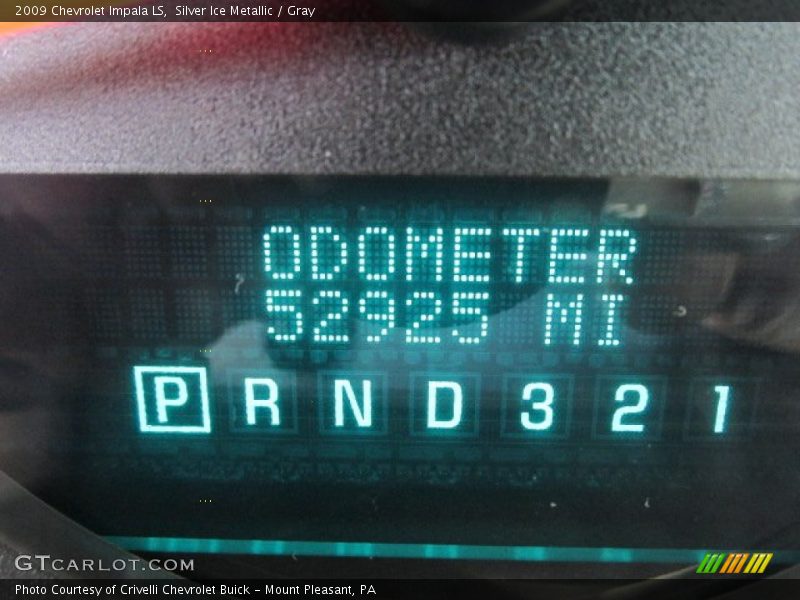 2009 Chevrolet Impala LS,  Silver Ice Metallic / Gray
ODOMETER
52925 MI
P R N D 3 2 1
GTCARLOT.COM
Photo Courtesy of Crivelli Chevrolet Buick - Mount Pleasant, PA